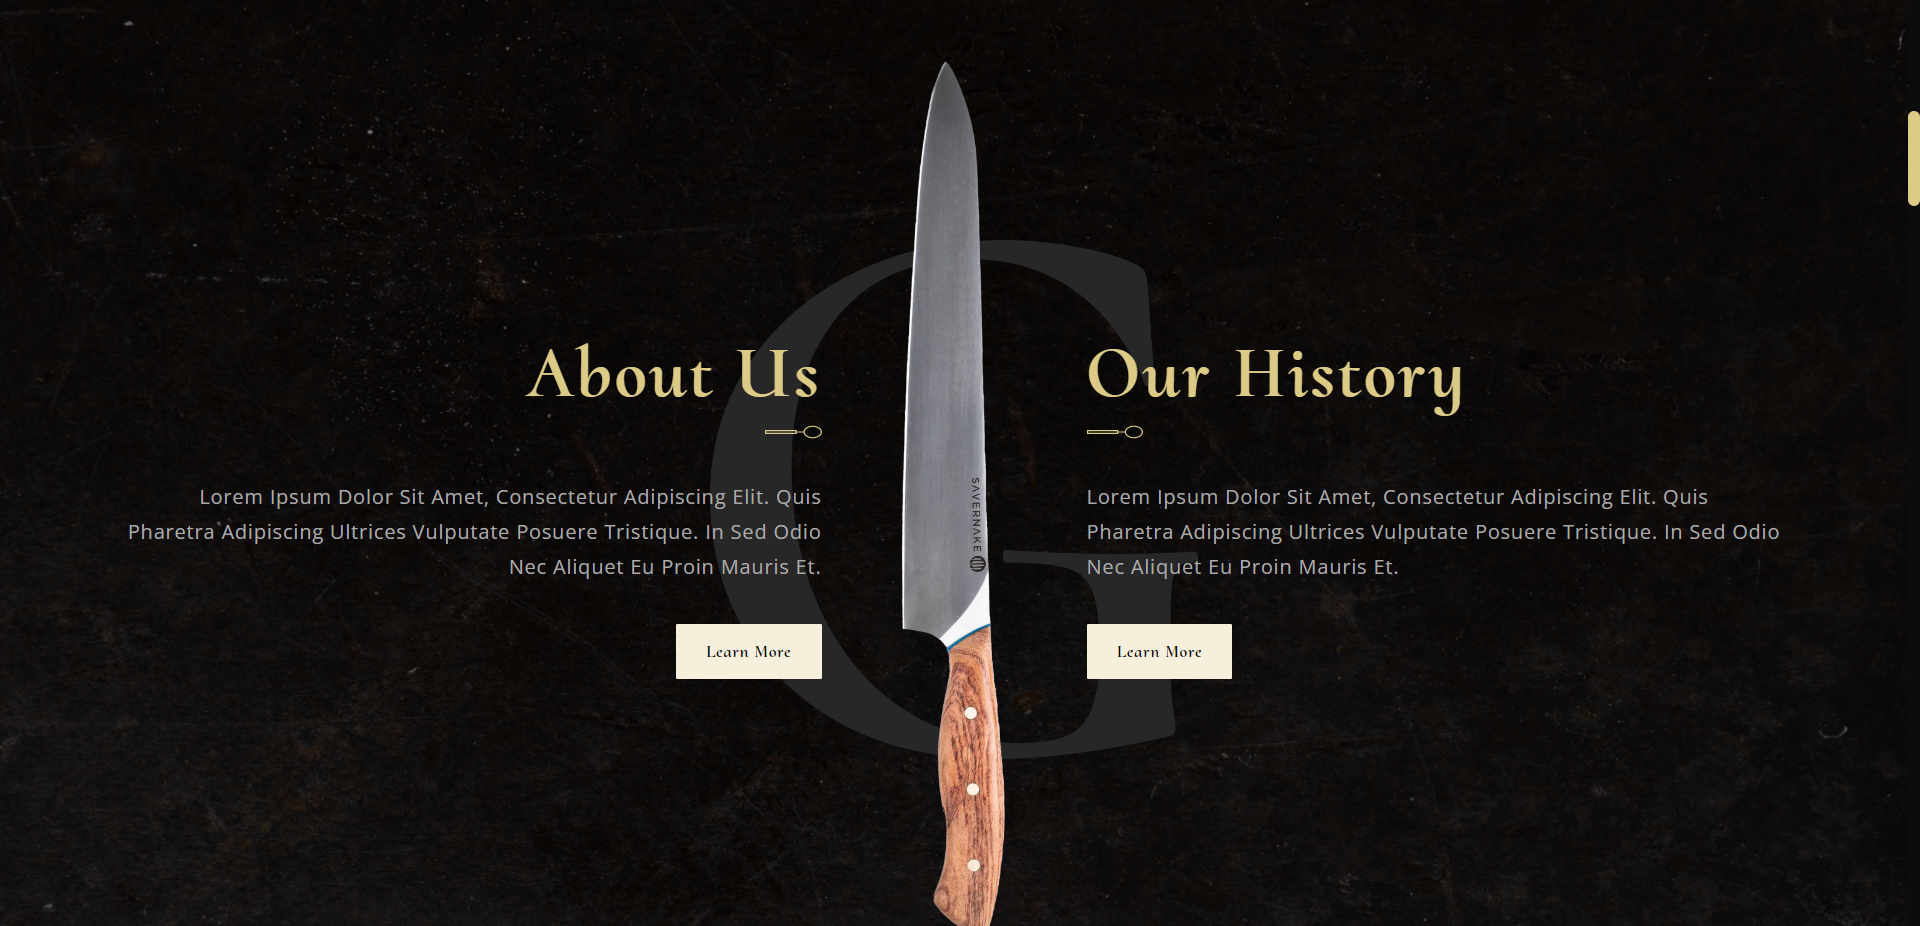 About Us
Lorem Ipsum Dolor Sit Amet, Consectetur Adipiscing Elit. Quis
Pharetra Adipiscing Ultrices Vulputate Posuere Tristique. In Sed Odio
Nec Aliquet Eu Proin Mauris Et.
Learn More
G
SAVERNAKE
Our History
Lorem Ipsum Dolor Sit Amet, Consectetur Adipiscing Elit. Quis
Pharetra Adipiscing Ultrices Vulputate Posuere Tristique. In Sed Odio
Nec Aliquet Eu Proin Mauris Et.
Learn More